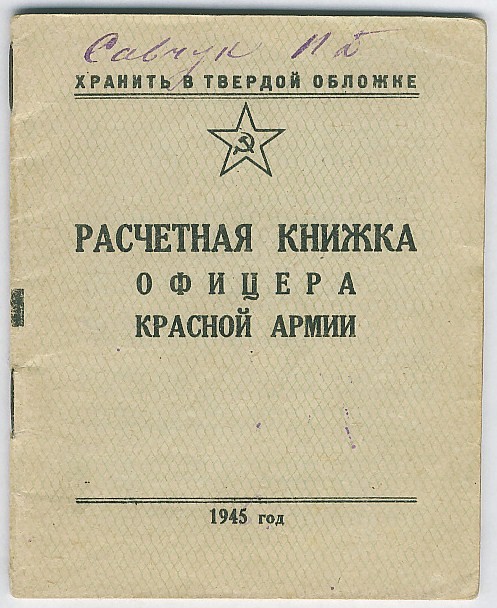 Савчук П Д
ХРАНИТЬ В ТВЕРДОЙ ОБЛОЖКЕ
РАСЧЕТНАЯ КНИЖКА
ОФИЦЕРА
КРАСНОЙ АРМИИ
1945 год